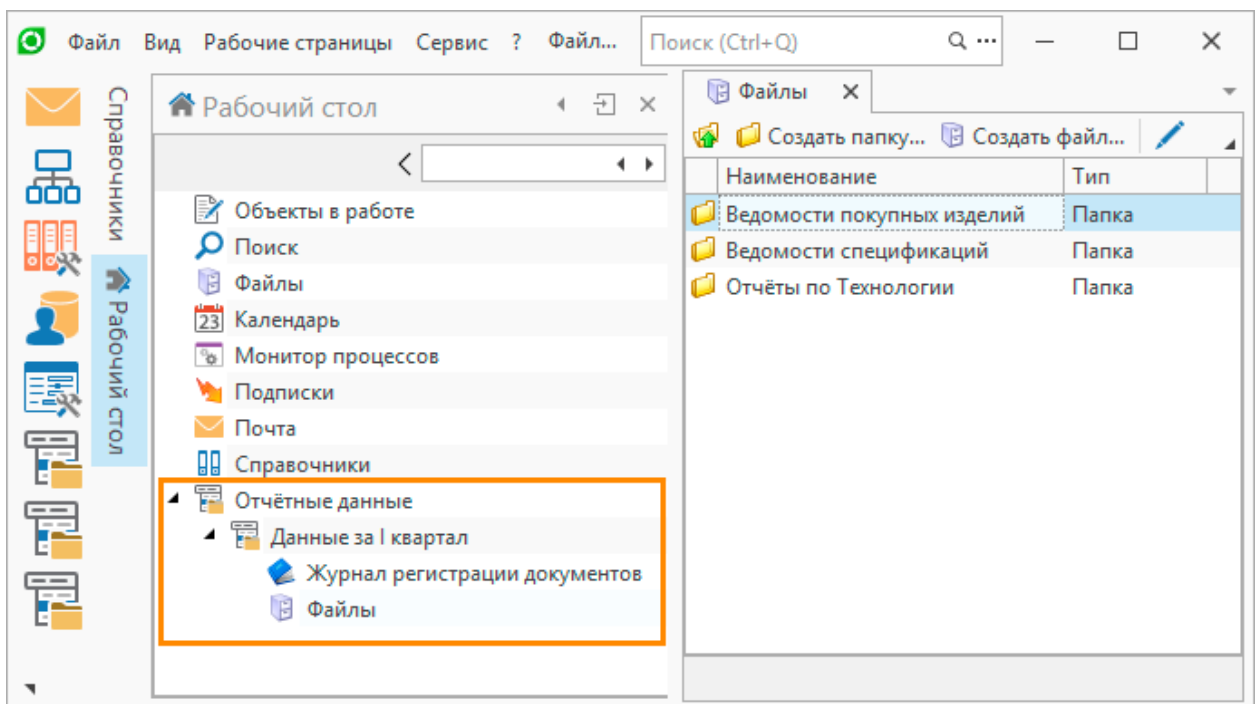 Файл Вид Рабочие страницы Сервис ? Файл... Поиск (Ctrl+Q)
Справочники
Рабочий стол
Рабочий стол
Объекты в работе
Поиск
Файлы
23 Календарь
Монитор процессов
Подписки
Почта
Справочники
Отчётные данные
Данные за I квартал
Журнал регистрации документов
Файлы
Файлы
Создать папку... Создать файл...
Наименование Тип
Ведомости покупных изделий Папка
Ведомости спецификаций Папка
Отчёты по Технологии Папка